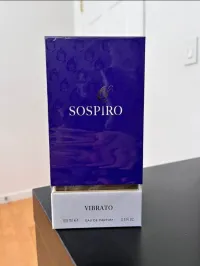 SOSPIRO
VIBRATO
EAU DE PARFUM